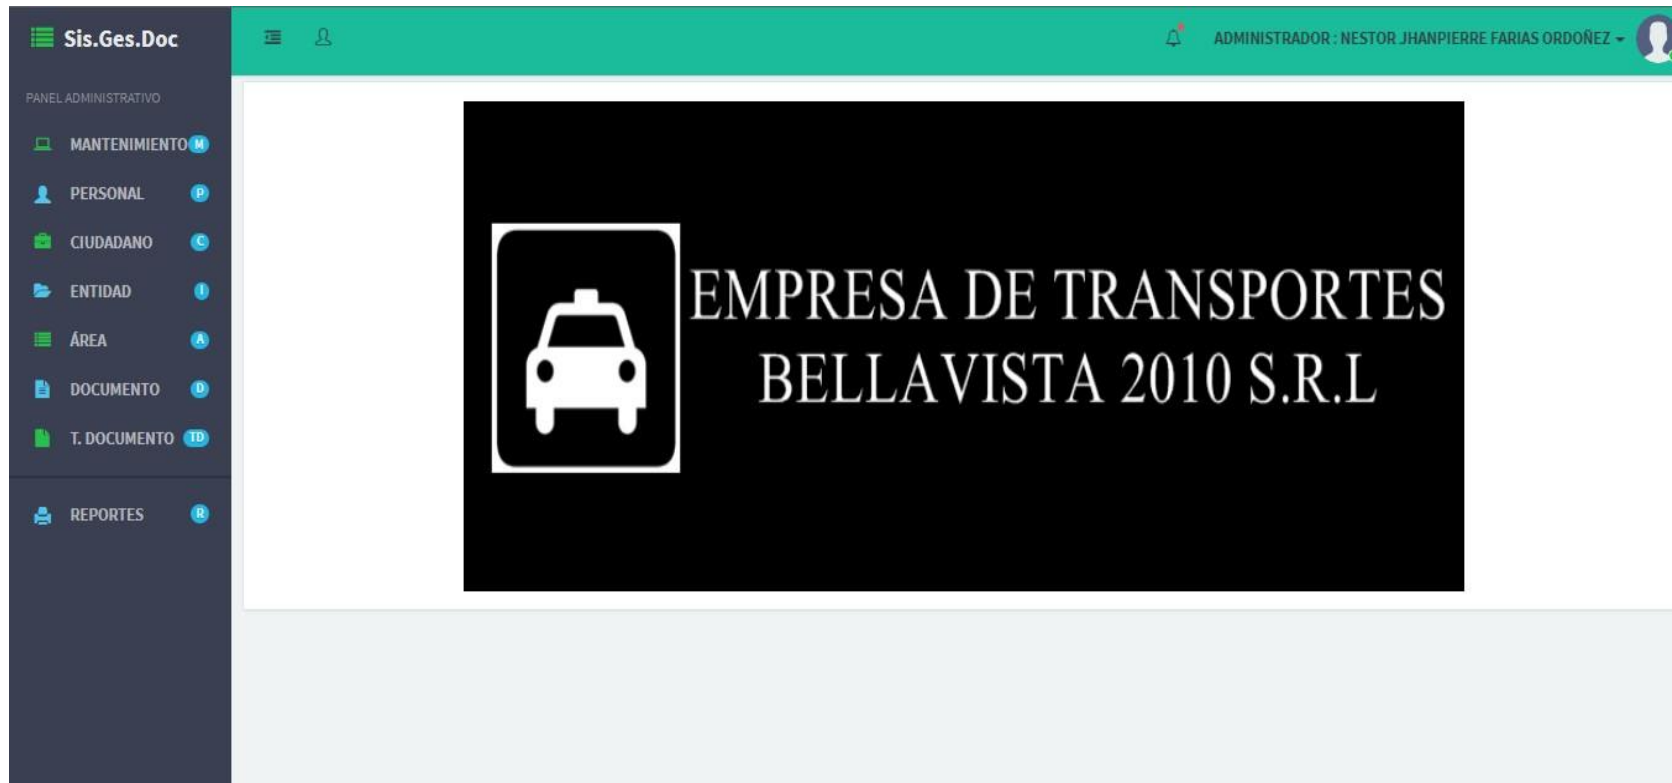 Sis.Ges.Doc
ADMINISTRADOR : NESTOR JHANPIERRE FARIAS ORDOÑEZ
PANEL ADMINISTRATIVO
MANTENIMIENTO M
PERSONAL P
CIUDADANO C
ENTIDAD I
ÁREA A
DOCUMENTO D
T. DOCUMENTO TD
REPORTES R
EMPRESA DE TRANSPORTES
BELLAVISTA 2010 S.R.L